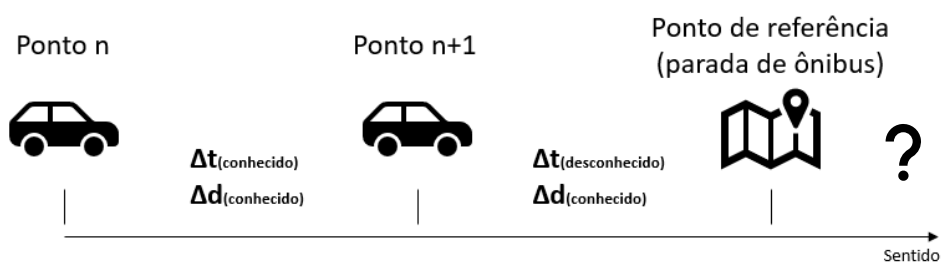 Ponto n
Ponto n+1
Ponto de referência
(parada de ônibus)
Δt(conhecido)
Δd(conhecido)
Δt(desconhecido)
Δd(conhecido)
?
Sentido